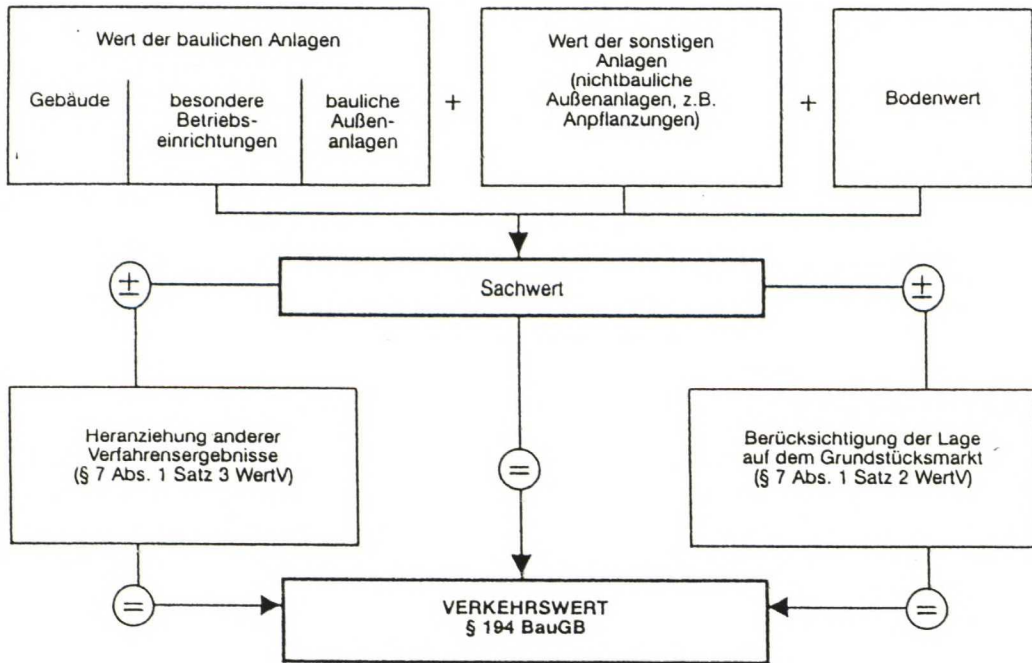 Wert der baulichen Anlagen
Gebäude
besondere
Betriebs-
einrichtungen
bauliche
Außen-
anlagen
+
Wert der sonstigen
Anlagen
(nichtbauliche
Außenanlagen, z.B.
Anpflanzungen)
+
Bodenwert
±
Sachwert
±
Heranziehung anderer
Verfahrensergebnisse
(§ 7 Abs. 1 Satz 3 WertV)
=
Berücksichtigung der Lage
auf dem Grundstücksmarkt
(§ 7 Abs. 1 Satz 2 WertV)
=
VERKEHRSWERT
§ 194 BauGB
=